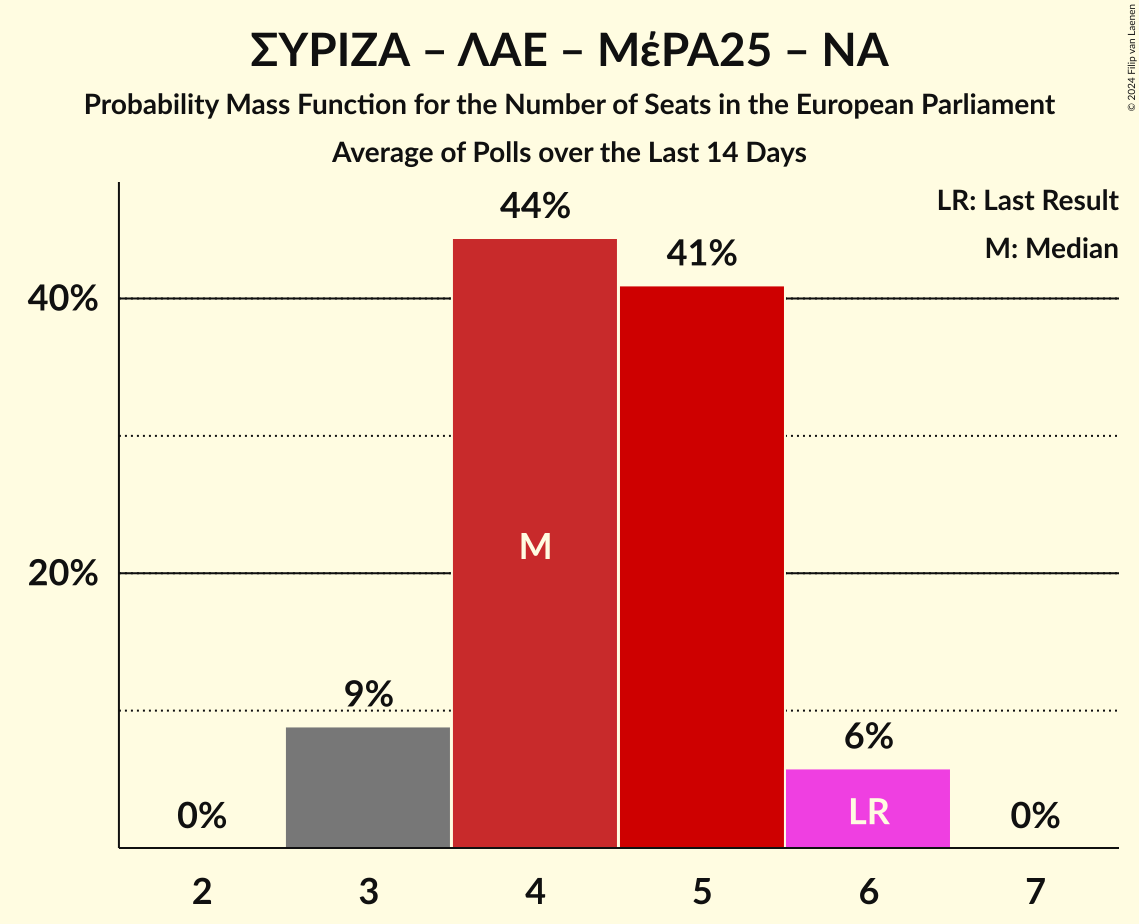 ΣΥΡΙΖΑ – ΛΑΕ – ΜέΡΑ25 – ΝΑ
Probability Mass Function for the Number of Seats in the European Parliament
Average of Polls over the Last 14 Days
© 2024 Filip van Laenen
LR: Last Result
M: Median
44%
41%
40%
M
20%
9%
6%
LR
0%
0%
2 3 4 5 6 7